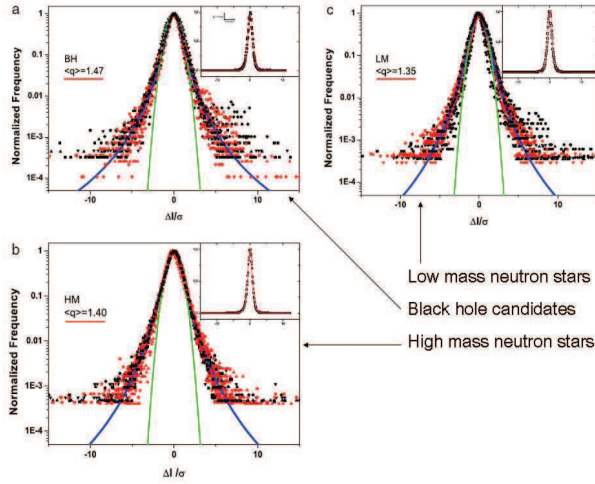 a
BH
<q>=1.47
Normalized Frequency
1
0.1
0.01
1E-3
1E-4
-10
0
10
ΔI/σ
c
LM
<q>=1.35
Normalized Frequency
1
0.1
0.01
1E-3
1E-4
-10
0
10
ΔI/σ
b
HM
<q>=1.40
Normalized Frequency
1
0.1
0.01
1E-3
1E-4
-10
0
10
ΔI/σ
Low mass neutron stars
Black hole candidates
High mass neutron stars